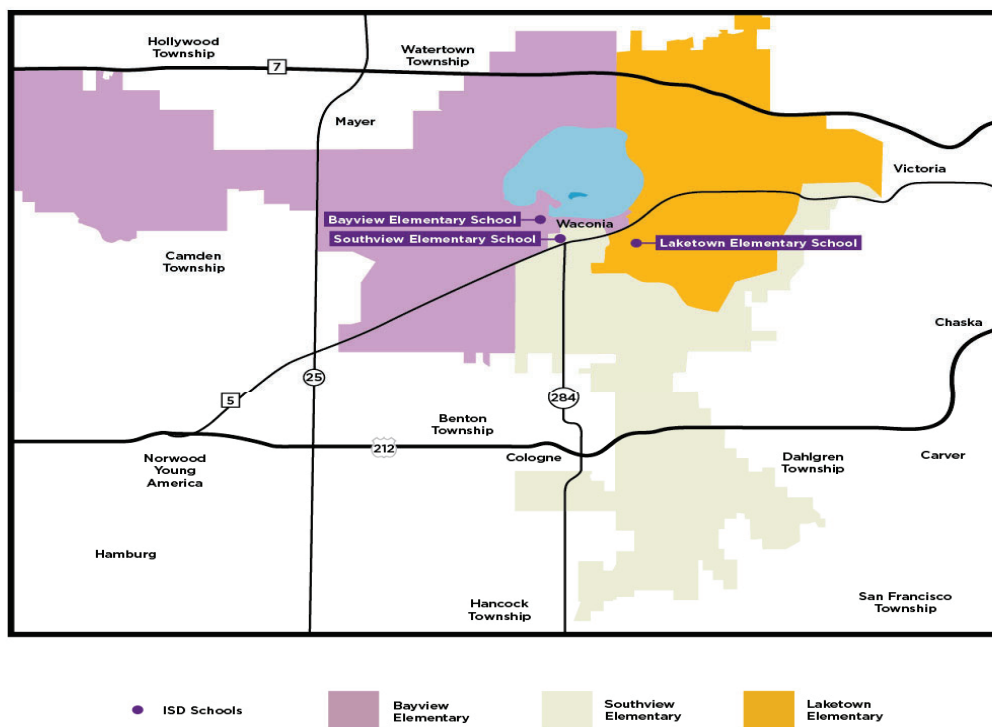 Hollywood
Township
Watertown
Township
7
Mayer
Victoria
Bayview Elementary School
Waconia
Southview Elementary School
Laketown Elementary School
Camden
Township
Chaska
25
5
284
Benton
Township
212
Cologne
Norwood
Young
America
Dahlgren
Township
Carver
Hamburg
Hancock
Township
San Francisco
Township
ISD Schools
Bayview
Elementary
Southview
Elementary
Laketown
Elementary